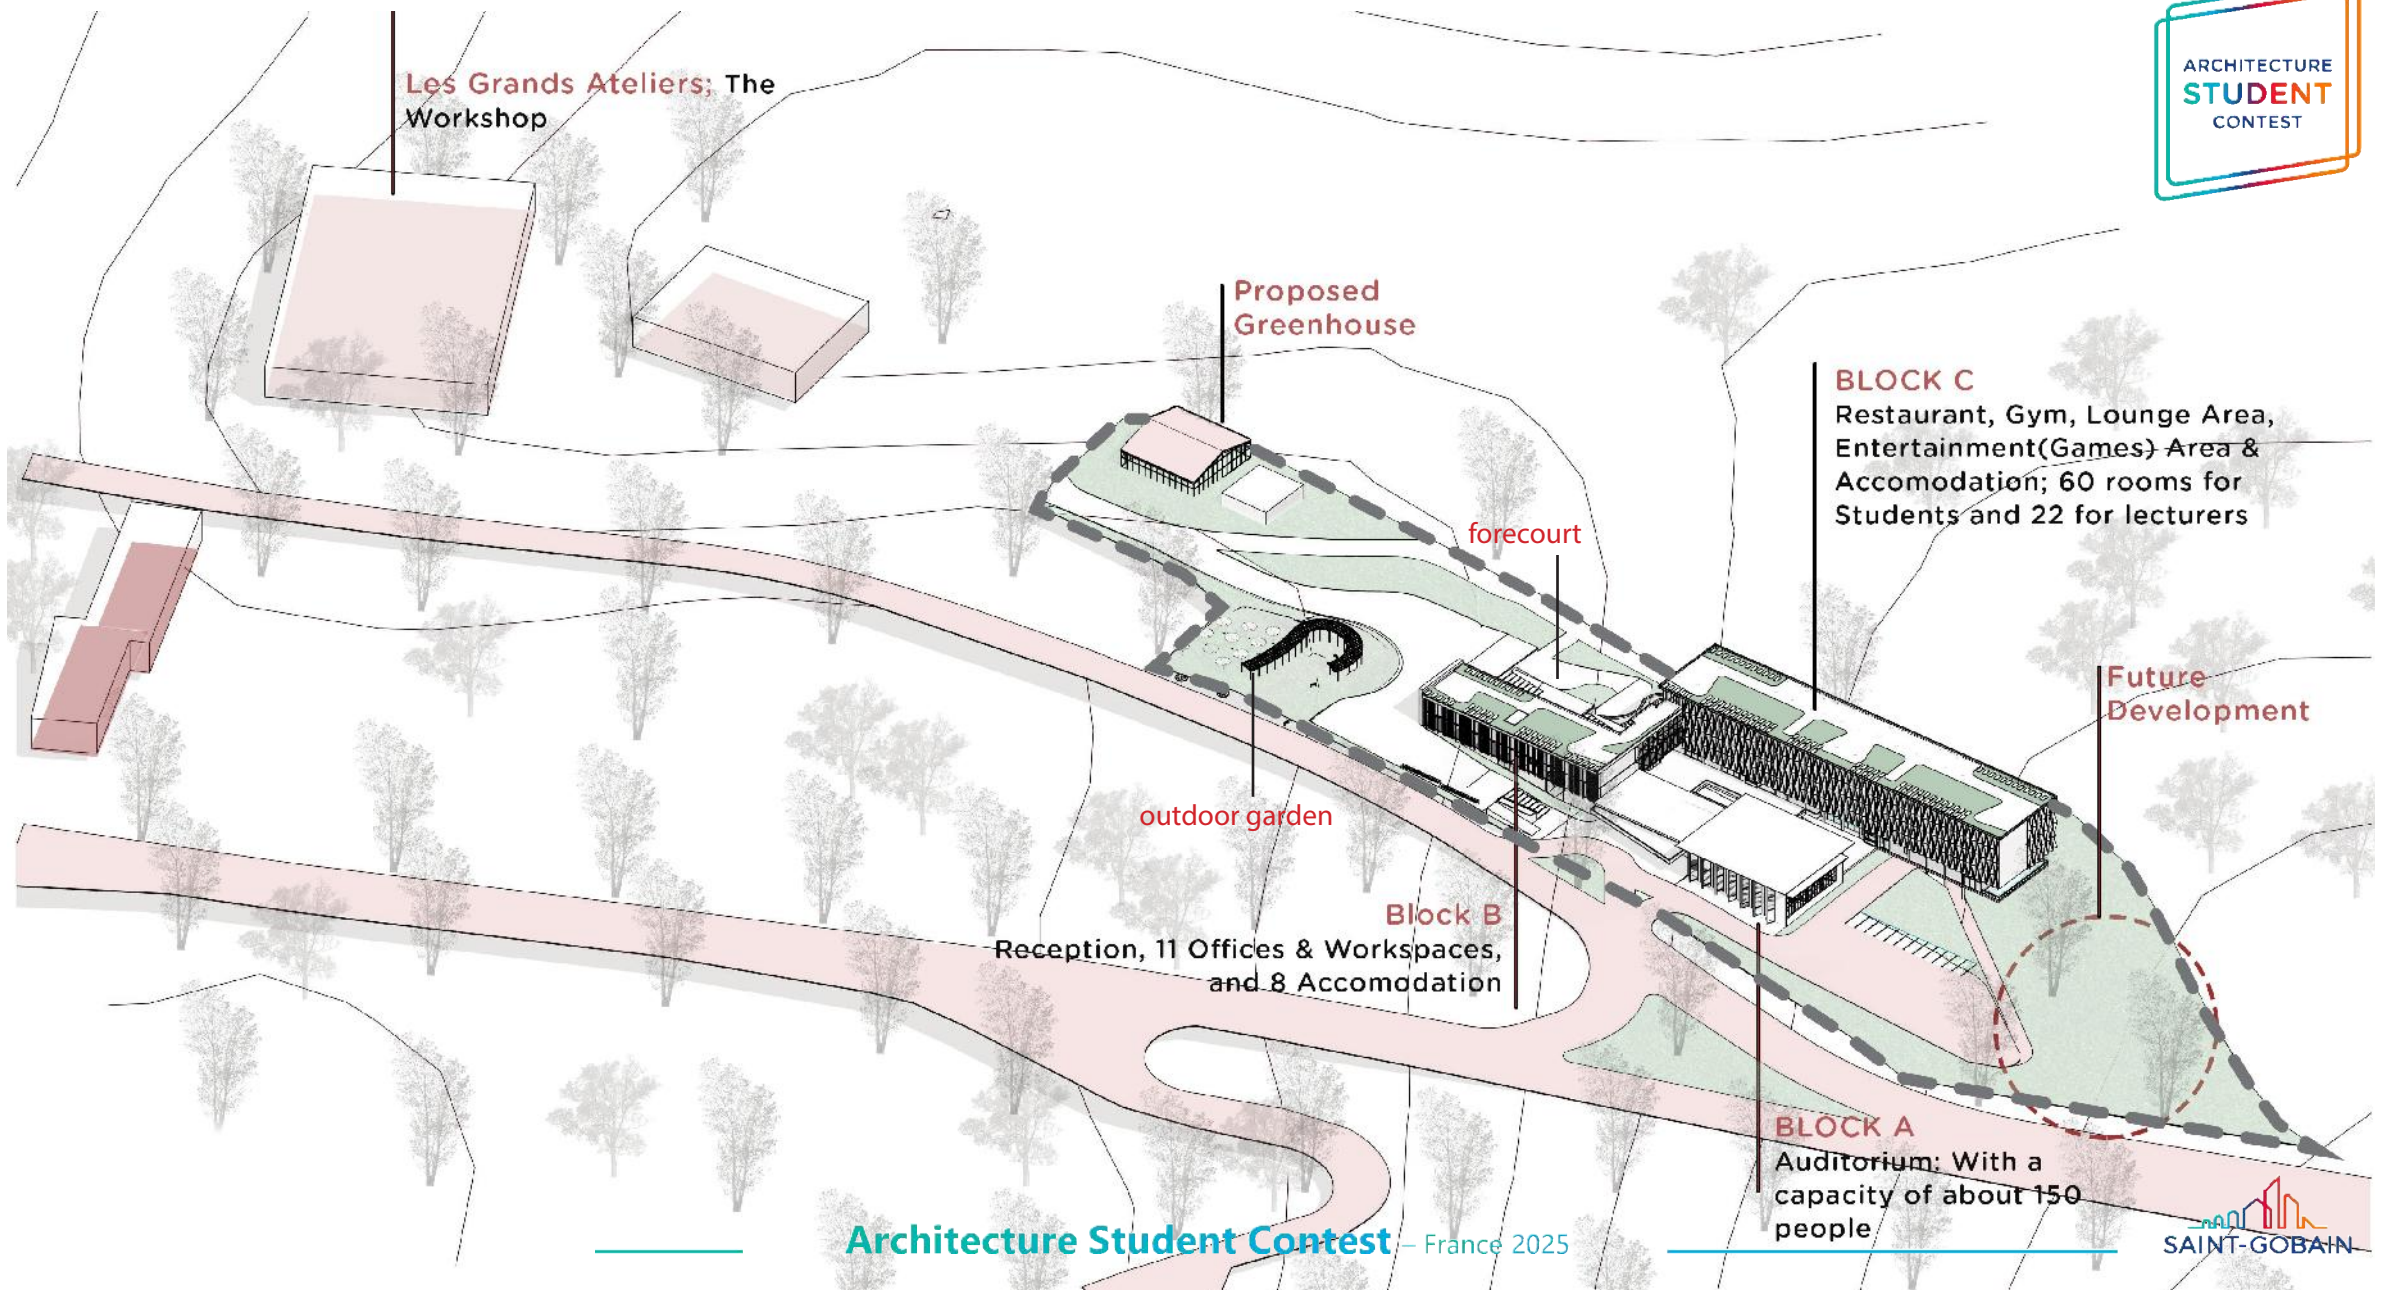 ARCHITECTURE
STUDENT
CONTEST
Les Grands Ateliers; The
Workshop
Proposed
Greenhouse
BLOCK C
Restaurant, Gym, Lounge Area,
Entertainment(Games) Area &
Accomodation; 60 rooms for
Students and 22 for lecturers
forecourt
Future
Development
outdoor garden
Block B
Reception, 11 Offices & Workspaces,
and 8 Accomodation
BLOCK A
Auditorium: With a
capacity of about 150
people
Architecture Student Contest – France 2025
SAINT-GOBAIN